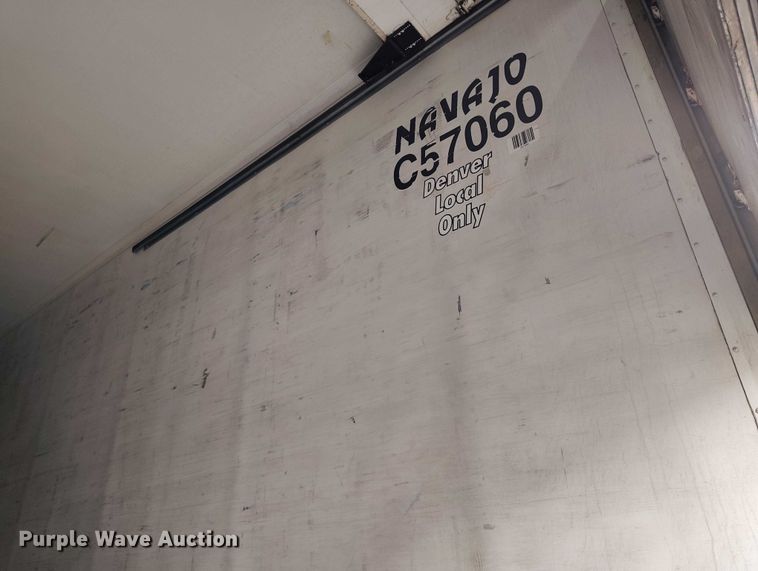 NAVAJO
C57060
Denver
Local
Only
Purple Wave Auction